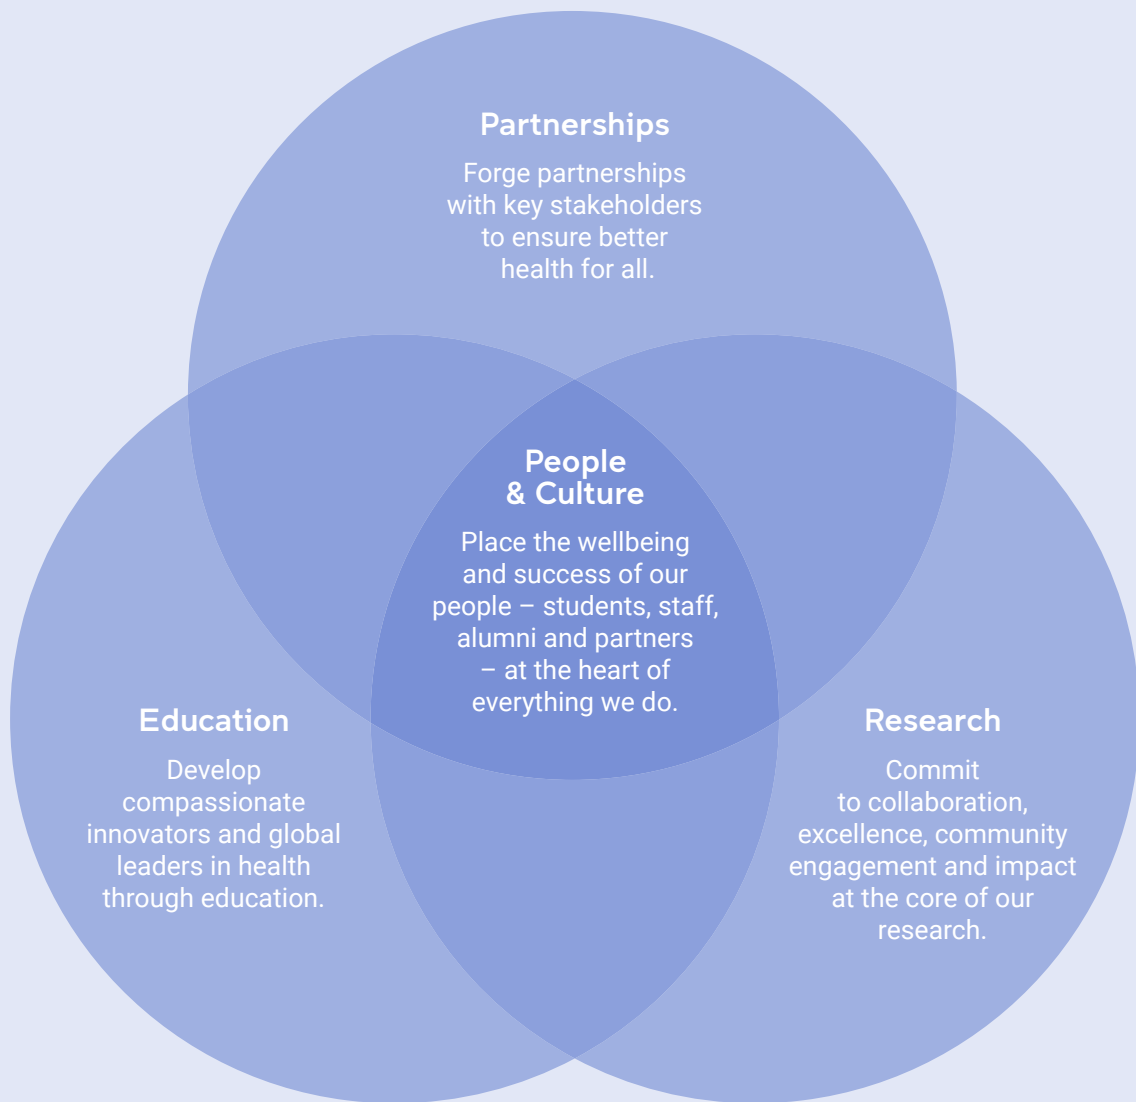 Partnerships
Forge partnerships
with key stakeholders
to ensure better
health for all.
People
& Culture
Place the wellbeing
and success of our
people – students, staff,
alumni and partners
– at the heart of
everything we do.
Education
Develop
compassionate
innovators and global
leaders in health
through education.
Research
Commit
to collaboration,
excellence, community
engagement and impact
at the core of our
research.